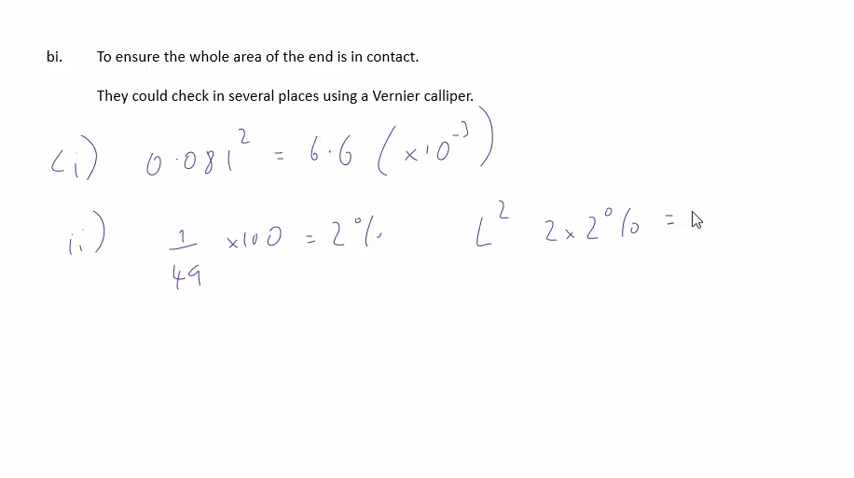 bi. To ensure the whole area of the end is in contact.
They could check in several places using a Vernier calliper.
ci) 0.081² = 6.6 (×10⁻³)
ii) 1/49 ×100 = 2% L² 2×2% =